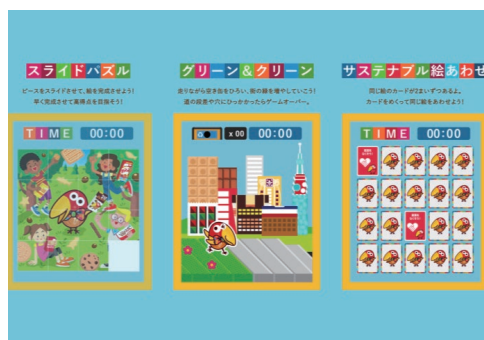 スライドパズル
ピースをスライドさせて、絵を完成させよう!
早く完成させて高得点を目指そう!
TIME 00:00
グリーン&クリーン
走りながら空き缶をひろい、街の緑を増やしていこう!
道の段差や穴にひっかかったらゲームオーバー。
x 00 00:00
サステナブル絵あわせ
同じ絵のカードが2まいずつあるよ。
カードをめくって同じ絵をあわせよう!
TIME 00:00